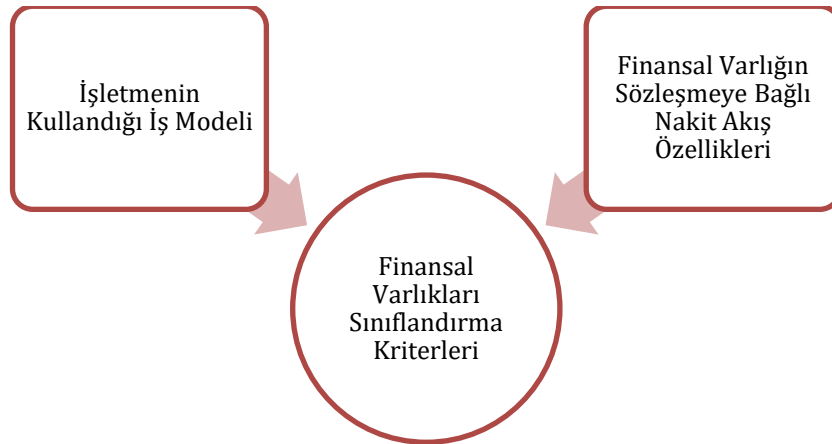 İşletmenin
Kullandığı İş Modeli
Finansal Varlığın
Sözleşmeye Bağlı
Nakit Akış
Özellikleri
Finansal
Varlıkları
Sınıflandırma
Kriterleri